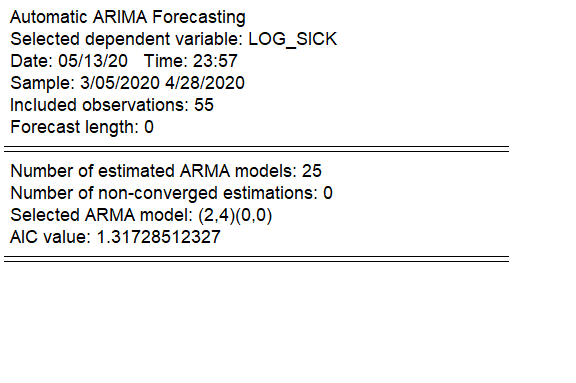 Automatic ARIMA Forecasting
Selected dependent variable: LOG_SICK
Date: 05/13/20   Time: 23:57
Sample: 3/05/2020 4/28/2020
Included observations: 55
Forecast length: 0
Number of estimated ARMA models: 25
Number of non-converged estimations: 0
Selected ARMA model: (2,4)(0,0)
AIC value: 1.31728512327